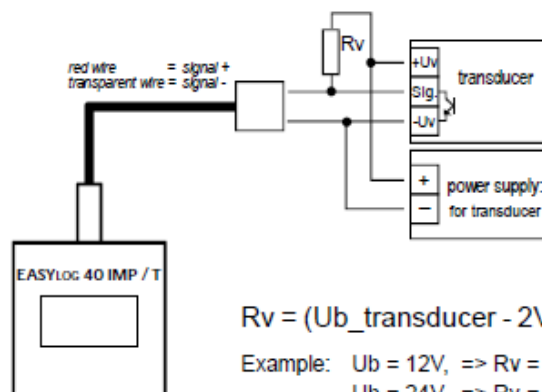 Rv
red wire = signal +
transparent wire = signal -
+Uv
transducer
Sig.
-Uv
+
power supply:
−
for transducer
EASYLOG 40 IMP / T
Rv = (Ub_transducer - 2V
Example: Ub = 12V, => Rv =
Ub = 24V, => Rv =